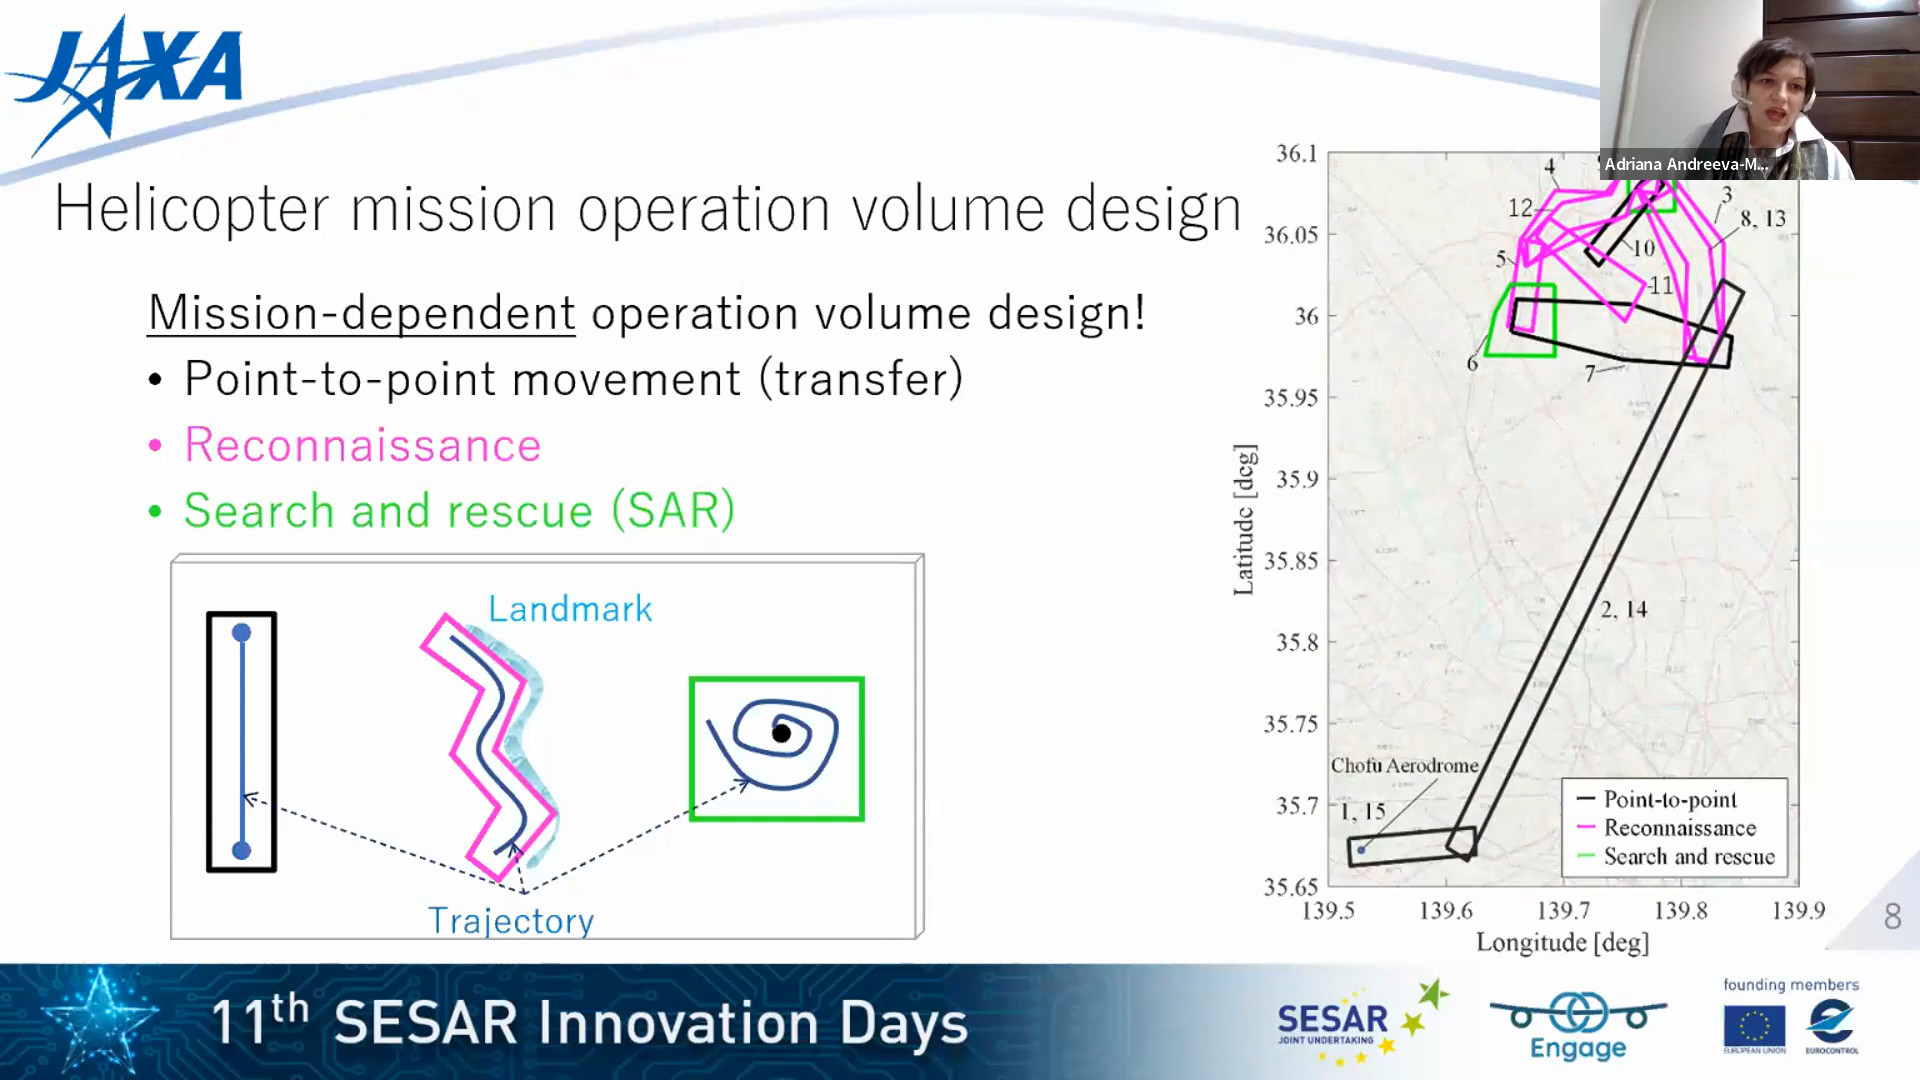 JAXA
Adriana Andreeva-M...
Helicopter mission operation volume design
Mission-dependent operation volume design!
• Point-to-point movement (transfer)
• Reconnaissance
• Search and rescue (SAR)
Landmark
Trajectory
36.1
36.05
36
35.95
35.9
35.85
35.8
35.75
35.7
35.65
Latitude [deg]
139.5
139.6
139.7
139.8
139.9
Longitude [deg]
4
3
12
8, 13
5
10
11
6
7
2, 14
Chofu Aerodrome
1, 15
Point-to-point
Reconnaissance
Search and rescue
8
11th SESAR Innovation Days
SESAR
JOINT UNDERTAKING
Engage
founding members
EUROPEAN UNION
EUROCONTROL